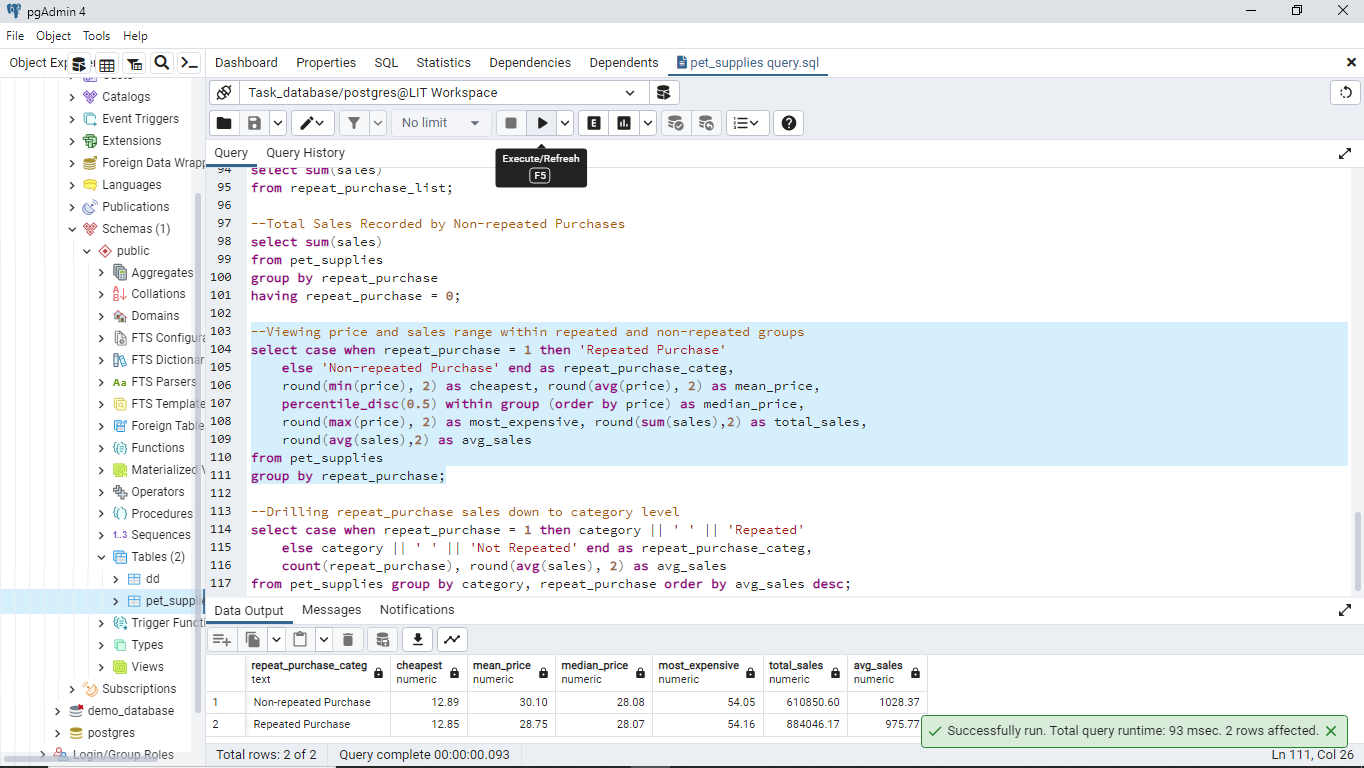 pgAdmin 4
File Object Tools Help
Object Dashboard Properties SQL Statistics Dependencies Dependents pet_supplies query.sql
Task_database/postgres@LIT Workspace
No limit
Query Query History
Execute/Refresh
F5
Catalogs
Event Triggers
Extensions
Foreign Data Wrapp
Languages
Publications
Schemas (1)
public
Aggregates
Collations
Domains
FTS Configura
FTS Dictionar
FTS Parsers
FTS Template
Foreign Table
Functions
Materialized
Operators
Procedures
1..3 Sequences
Tables (2)
dd
pet_suppli
Trigger Functi
Types
Views
Subscriptions
demo_database
postgres
Login/Group Roles
94 select sum(sales)
95 from repeat_purchase_list;
96
97 --Total Sales Recorded by Non-repeated Purchases
98 select sum(sales)
99 from pet_supplies
100 group by repeat_purchase
101 having repeat_purchase = 0;
102
103 --Viewing price and sales range within repeated and non-repeated groups
104 select case when repeat_purchase = 1 then 'Repeated Purchase'
105 else 'Non-repeated Purchase' end as repeat_purchase_categ,
106 round(min(price), 2) as cheapest, round(avg(price), 2) as mean_price,
107 percentile_disc(0.5) within group (order by price) as median_price,
108 round(max(price), 2) as most_expensive, round(sum(sales),2) as total_sales,
109 round(avg(sales),2) as avg_sales
110 from pet_supplies
111 group by repeat_purchase;
112
113 --Drilling repeat_purchase sales down to category level
114 select case when repeat_purchase = 1 then category || ' ' || 'Repeated'
115 else category || ' ' || 'Not Repeated' end as repeat_purchase_categ,
116 count(repeat_purchase), round(avg(sales), 2) as avg_sales
117 from pet_supplies group by category, repeat_purchase order by avg_sales desc;
Data Output Messages Notifications
repeat_purchase_categ cheapest mean_price median_price most_expensive total_sales avg_sales
text numeric numeric numeric numeric numeric numeric
1 Non-repeated Purchase 12.89 30.10 28.08 54.05 610850.60 1028.37
2 Repeated Purchase 12.85 28.75 28.07 54.16 884046.17 975.77
Successfully run. Total query runtime: 93 msec. 2 rows affected.
Total rows: 2 of 2 Query complete 00:00:00.093 Ln 111, Col 26